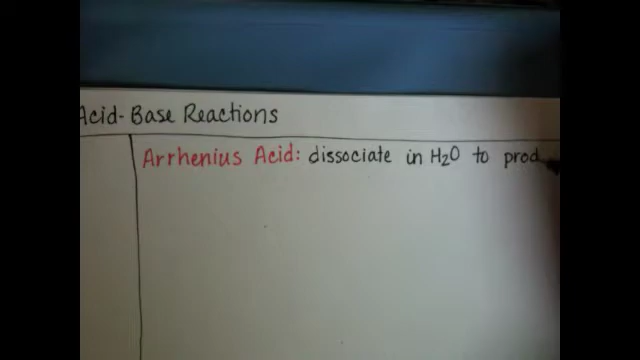 Acid-Base Reactions
Arrhenius Acid: dissociate in H₂O to prod